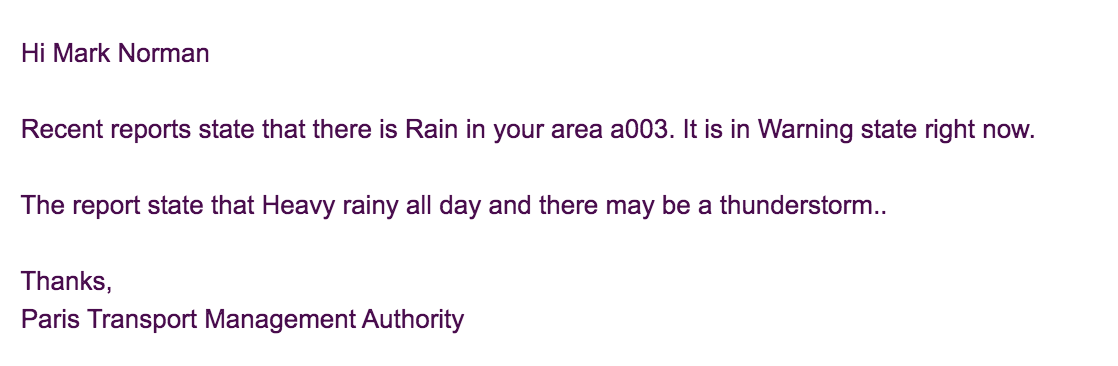 Hi Mark Norman
Recent reports state that there is Rain in your area a003. It is in Warning state right now.
The report state that Heavy rainy all day and there may be a thunderstorm..
Thanks,
Paris Transport Management Authority